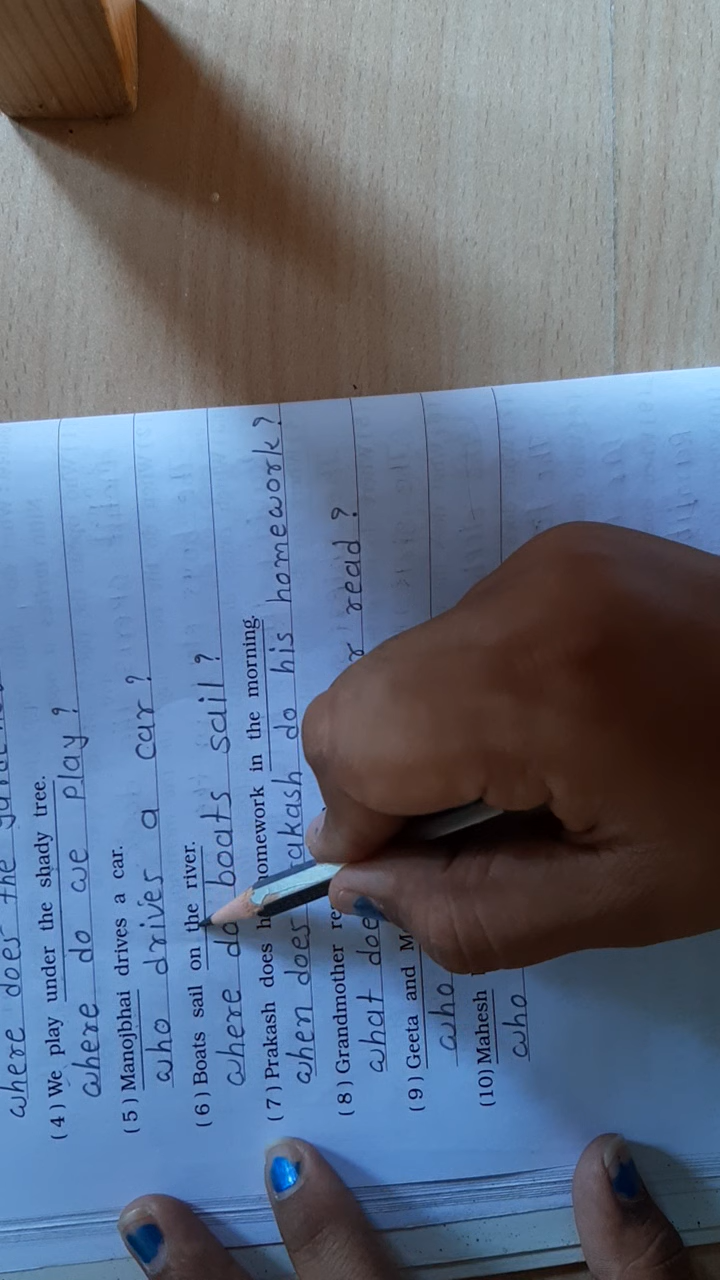 where does the
(4) We play under the shady tree.
where do we play?
(5) Manojbhai drives a car.
who drives a car?
(6) Boats sail on the river.
where do boats sail?
(7) Prakash does homework in the morning.
when does akash do his homework?
(8) Grandmother re
what doe r read?
(9) Geeta and M
who
(10) Mahesh
who